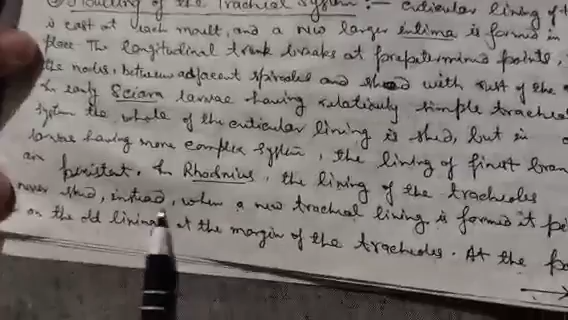 Moulting of the Tracheal system :— cuticular lining of
is cast at each moult, and a new larger intima is formed in
place. The longitudinal trunk breaks at predetermined points,
the nodes, between adjacent spiracles and shed with rest of the
In early Sciara larvae having relatively simple tracheal
system the whole of the cuticular lining is shed, but in
larvae having more complex system, the lining of finest bran
persistent. In Rhodnius, the lining of the tracheoles
never shed, instead, when a new tracheal lining is formed it
on the old lining at the margin of the tracheoles. At the